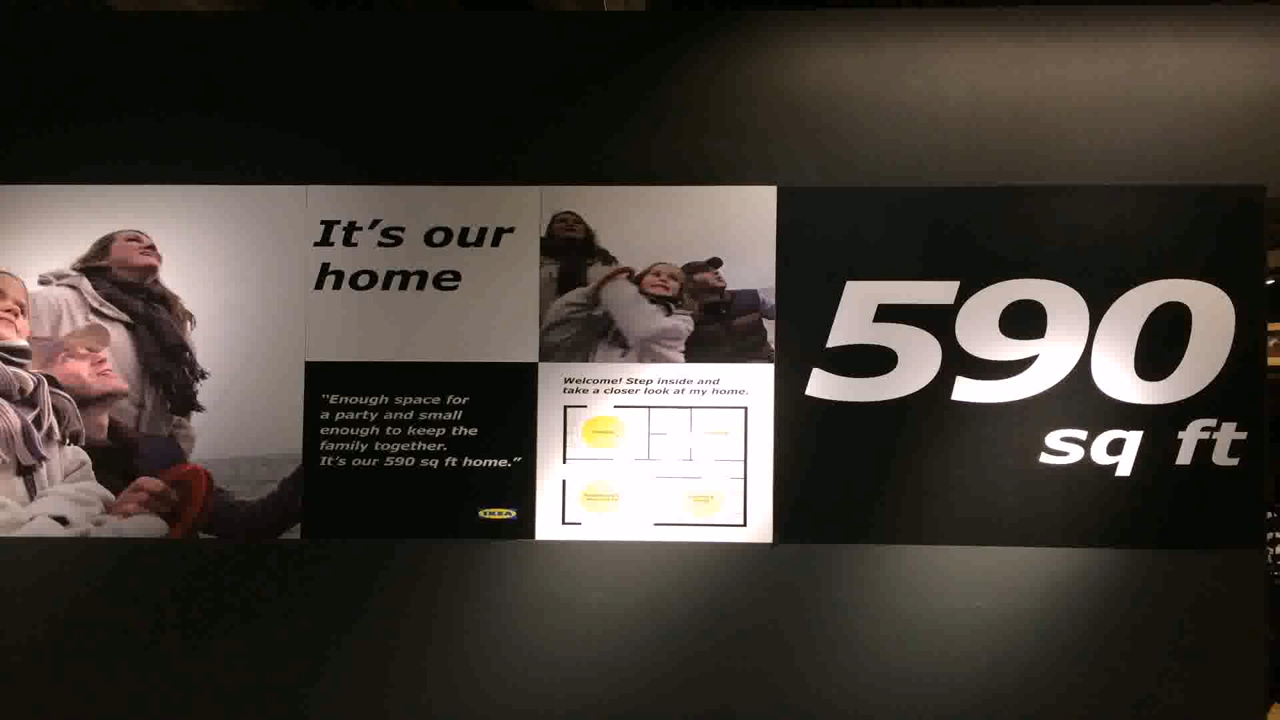 It's our
home
"Enough space for
a party and small
enough to keep the
family together.
It's our 590 sq ft home."
IKEA
Welcome! Step inside and
take a closer look at my home.
590
sq ft